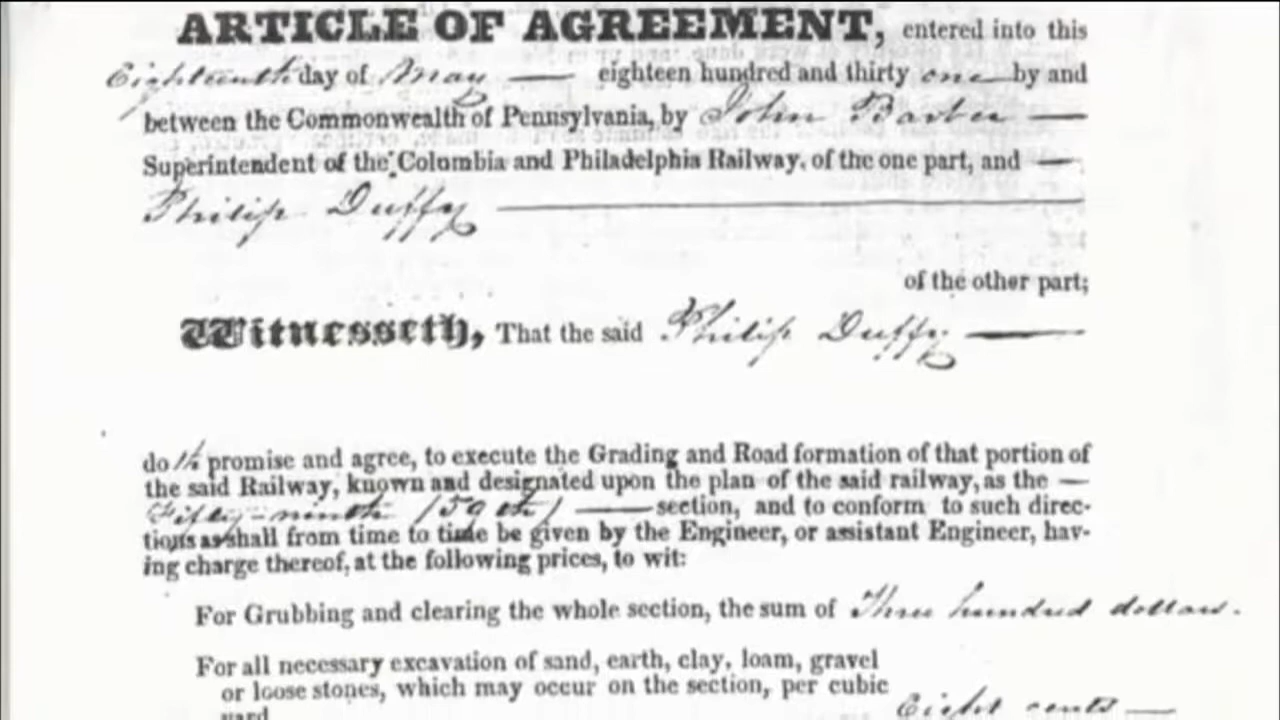 ARTICLE OF AGREEMENT, entered into this
Eighteenth day of May — eighteen hundred and thirty one by and
between the Commonwealth of Pennsylvania, by John Barber —
Superintendent of the Columbia and Philadelphia Railway, of the one part, and —
Philip Duffy —
of the other part;
Witnesseth, That the said Philip Duffy —
doth promise and agree, to execute the Grading and Road formation of that portion of
the said Railway, known and designated upon the plan of the said railway, as the —
Fifty-ninth (59th) — section, and to conform to such direc-
tions as shall from time to time be given by the Engineer, or assistant Engineer, hav-
ing charge thereof, at the following prices, to wit:
For Grubbing and clearing the whole section, the sum of Three hundred dollars.
For all necessary excavation of sand, earth, clay, loam, gravel
or loose stones, which may occur on the section, per cubic
yard Eight cents —